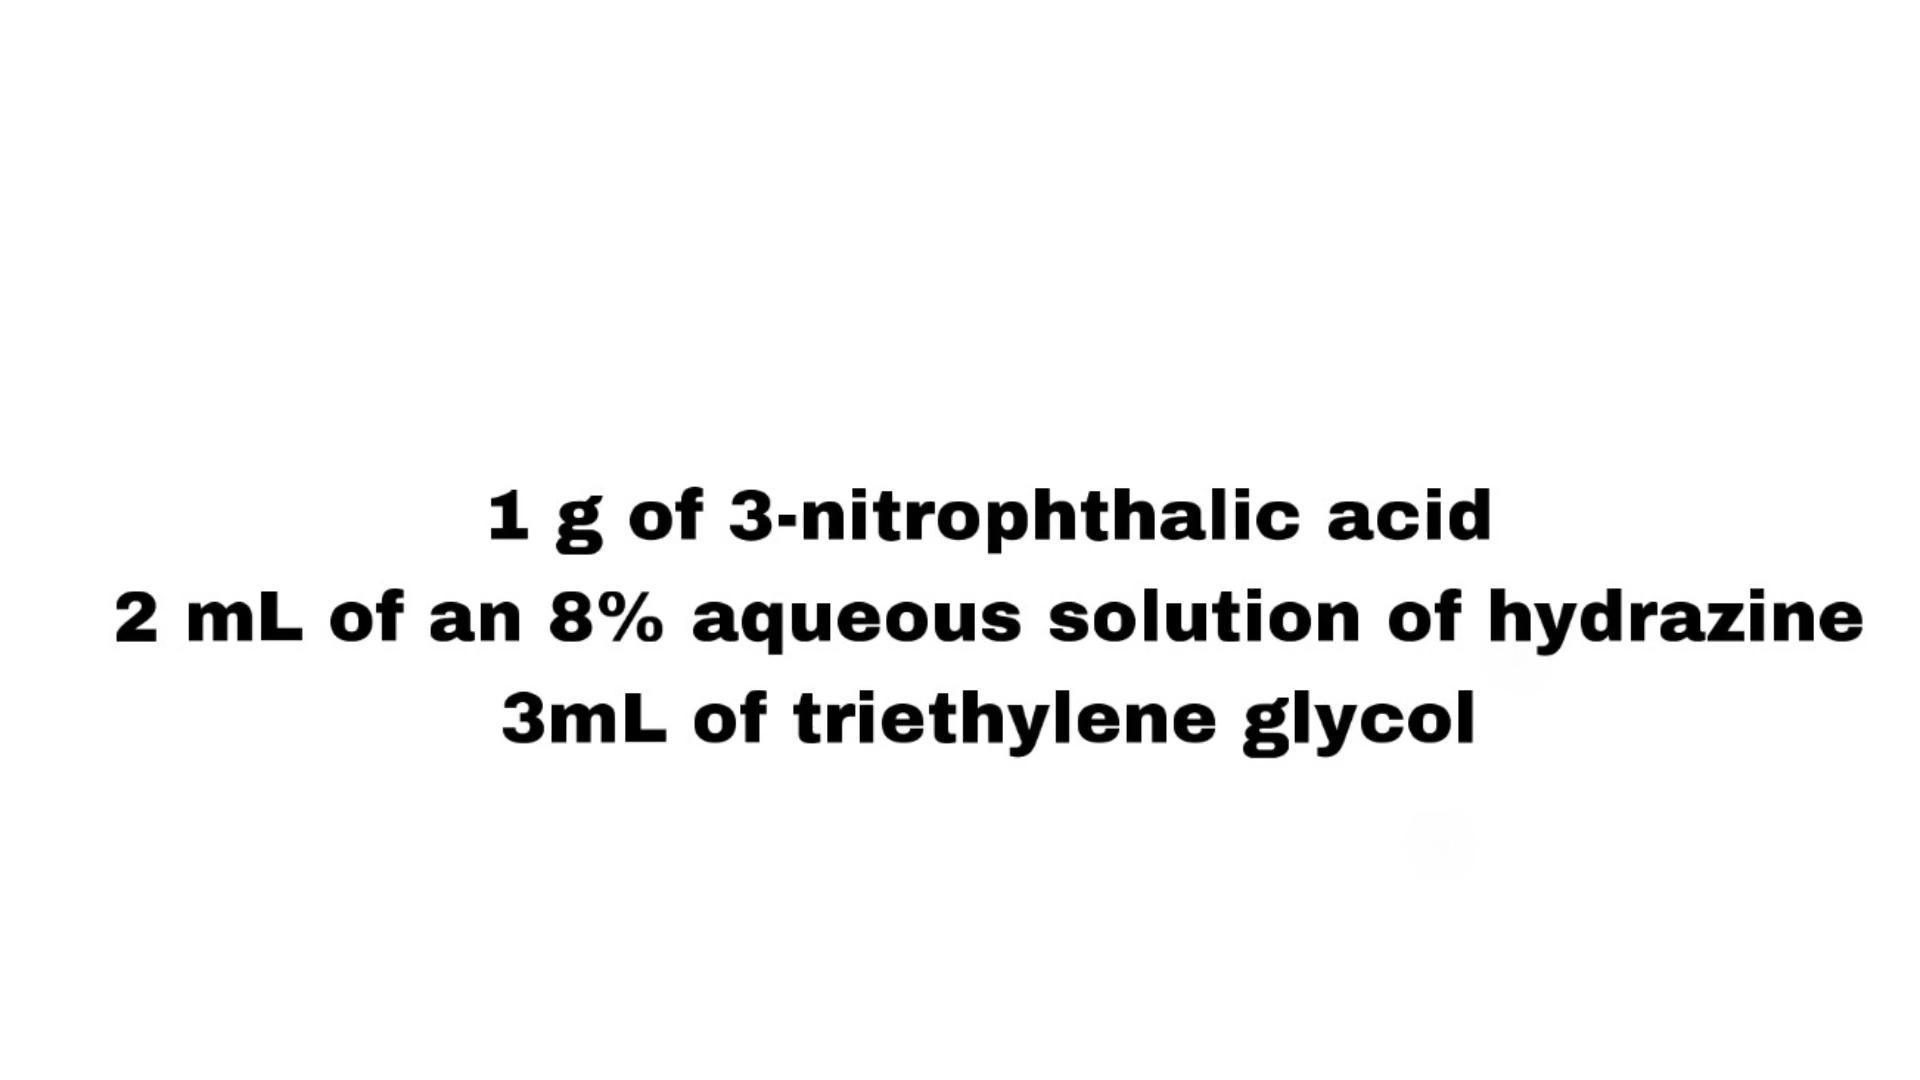 1 g of 3-nitrophthalic acid
2 mL of an 8% aqueous solution of hydrazine
3mL of triethylene glycol